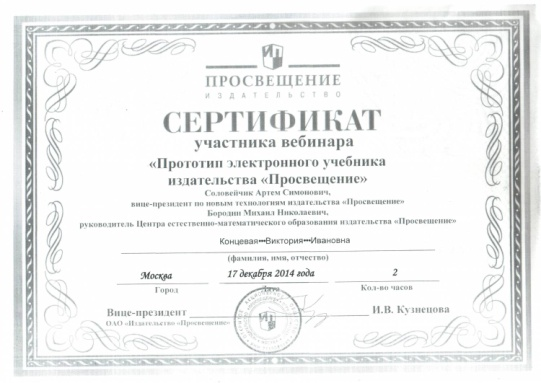 ПРОСВЕЩЕНИЕ
ИЗДАТЕЛЬСТВО
СЕРТИФИКАТ
участника вебинара
«Прототип электронного учебника
издательства «Просвещение»
Соловейчик Артем Симонович,
вице-президент по новым технологиям издательства «Просвещение»
Бородин Михаил Николаевич,
руководитель Центра естественно-математического образования издательства «Просвещение»
Концевая•••Виктория•••Ивановна
(фамилия, имя, отчество)
Москва 17 декабря 2014 года 2
Город Дата Кол-во часов
Вице-президент И.В. Кузнецова
ОАО «Издательство «Просвещение»